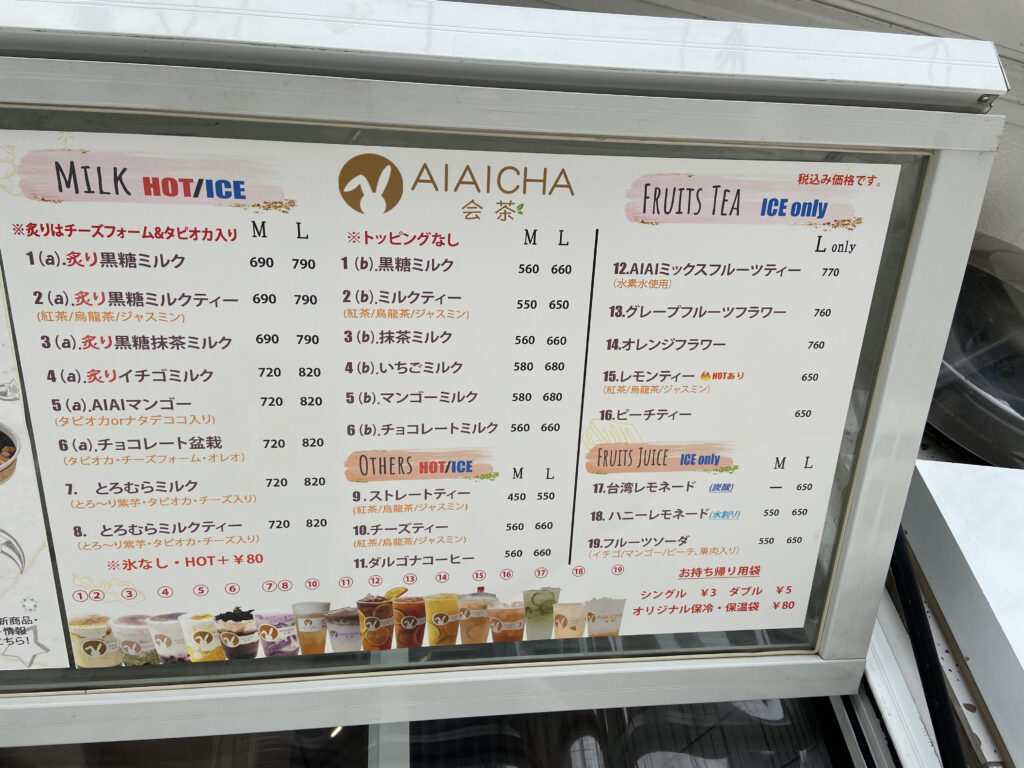 MILK HOT/ICE
※炙りはチーズフォーム&タピオカ入り M L
1(a).炙り黒糖ミルク 690 790
2(a).炙り黒糖ミルクティー 690 790
(紅茶/烏龍茶/ジャスミン)
3(a).炙り黒糖抹茶ミルク 690 790
4(a).炙りイチゴミルク 720 820
5(a).AIAIマンゴー 720 820
(タピオカorナタデココ入り)
6(a).チョコレート盆栽 720 820
(タピオカ・チーズフォーム・オレオ)
7. とろむらミルク 720 820
(とろ〜り紫芋・タピオカ・チーズ入り)
8. とろむらミルクティー 720 820
(とろ〜り紫芋・タピオカ・チーズ入り)
※氷なし・HOT+¥80
AIAICHA
会茶
※トッピングなし M L
1(b).黒糖ミルク 560 660
2(b).ミルクティー 550 650
(紅茶/烏龍茶/ジャスミン)
3(b).抹茶ミルク 560 660
4(b).いちごミルク 580 680
5(b).マンゴーミルク 580 680
6(b).チョコレートミルク 560 660
OTHERS HOT/ICE M L
9.ストレートティー 450 550
(紅茶/烏龍茶/ジャスミン)
10.チーズティー 560 660
(紅茶/烏龍茶/ジャスミン)
11.ダルゴナコーヒー 560 660
税込み価格です。
FRUITS TEA ICE only
L only
12.AIAIミックスフルーツティー 770
(水素水使用)
13.グレープフルーツフラワー 760
14.オレンジフラワー 760
15.レモンティー HOTあり 650
(紅茶/烏龍茶/ジャスミン)
16.ピーチティー 650
FRUITS JUICE ICE only M L
17.台湾レモネード (炭酸) — 650
18.ハニーレモネード(水割り) 550 650
19.フルーツソーダ 550 650
(イチゴ/マンゴー/ピーチ、果肉入り)
お持ち帰り用袋
シングル ¥3 ダブル ¥5
オリジナル保冷・保温袋 ¥80
①② ③ ④ ⑤ ⑥ ⑦⑧ ⑩ ⑪ ⑫ ⑬ ⑭ ⑮ ⑯ ⑰ ⑱ ⑲
AIAICHA
新商品・
情報
こちら!